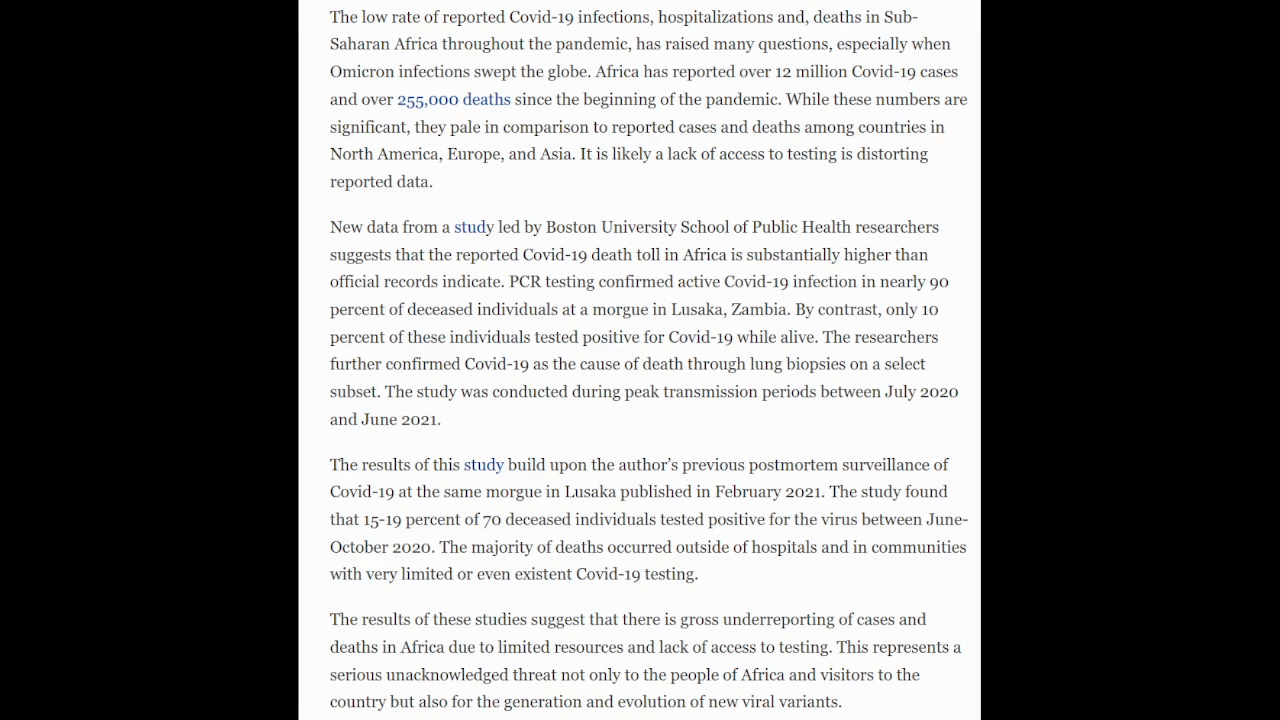 The low rate of reported Covid-19 infections, hospitalizations and, deaths in Sub-
Saharan Africa throughout the pandemic, has raised many questions, especially when
Omicron infections swept the globe. Africa has reported over 12 million Covid-19 cases
and over 255,000 deaths since the beginning of the pandemic. While these numbers are
significant, they pale in comparison to reported cases and deaths among countries in
North America, Europe, and Asia. It is likely a lack of access to testing is distorting
reported data.
New data from a study led by Boston University School of Public Health researchers
suggests that the reported Covid-19 death toll in Africa is substantially higher than
official records indicate. PCR testing confirmed active Covid-19 infection in nearly 90
percent of deceased individuals at a morgue in Lusaka, Zambia. By contrast, only 10
percent of these individuals tested positive for Covid-19 while alive. The researchers
further confirmed Covid-19 as the cause of death through lung biopsies on a select
subset. The study was conducted during peak transmission periods between July 2020
and June 2021.
The results of this study build upon the author's previous postmortem surveillance of
Covid-19 at the same morgue in Lusaka published in February 2021. The study found
that 15-19 percent of 70 deceased individuals tested positive for the virus between June-
October 2020. The majority of deaths occurred outside of hospitals and in communities
with very limited or even existent Covid-19 testing.
The results of these studies suggest that there is gross underreporting of cases and
deaths in Africa due to limited resources and lack of access to testing. This represents a
serious unacknowledged threat not only to the people of Africa and visitors to the
country but also for the generation and evolution of new viral variants.